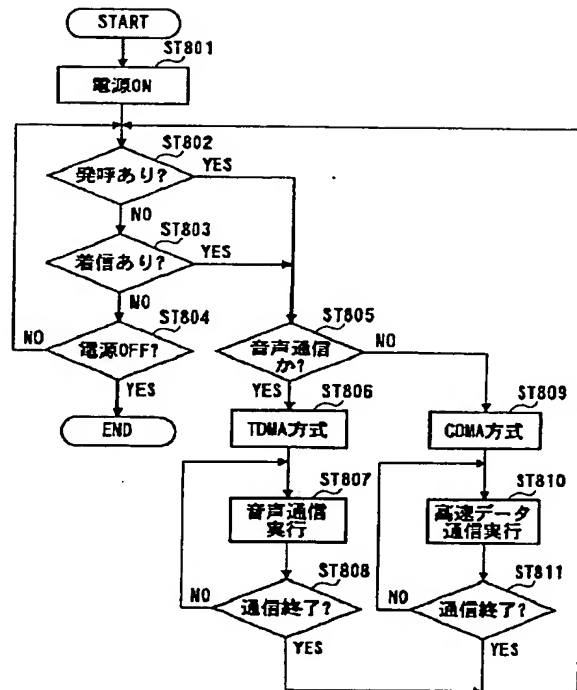 START
ST801
電源ON
ST802
発呼あり?
YES
NO
ST803
着信あり?
YES
NO
ST804
電源OFF?
NO
YES
END
ST805
音声通信
か?
NO
YES
ST806
TDMA方式
ST809
CDMA方式
ST807
音声通信
実行
ST810
高速データ
通信実行
ST808
通信終了?
NO
YES
ST811
通信終了?
NO
YES